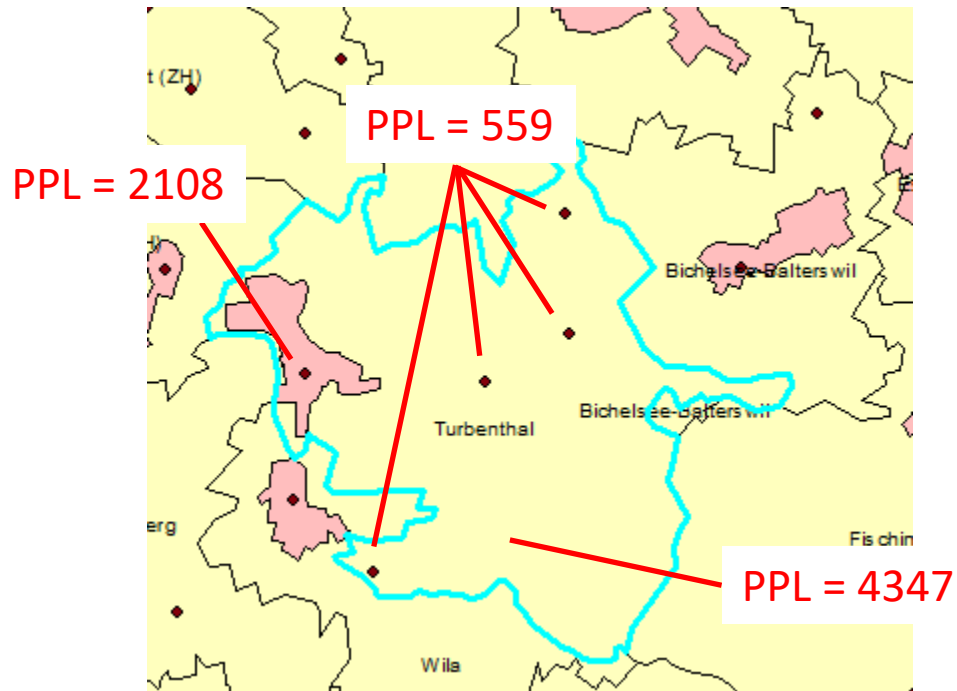 t (ZH)
PPL = 559
PPL = 2108
H)
Bichelsee-Balterswil
Bichelsee-Balterswil
Turbenthal
erg
Fischin
PPL = 4347
Wila